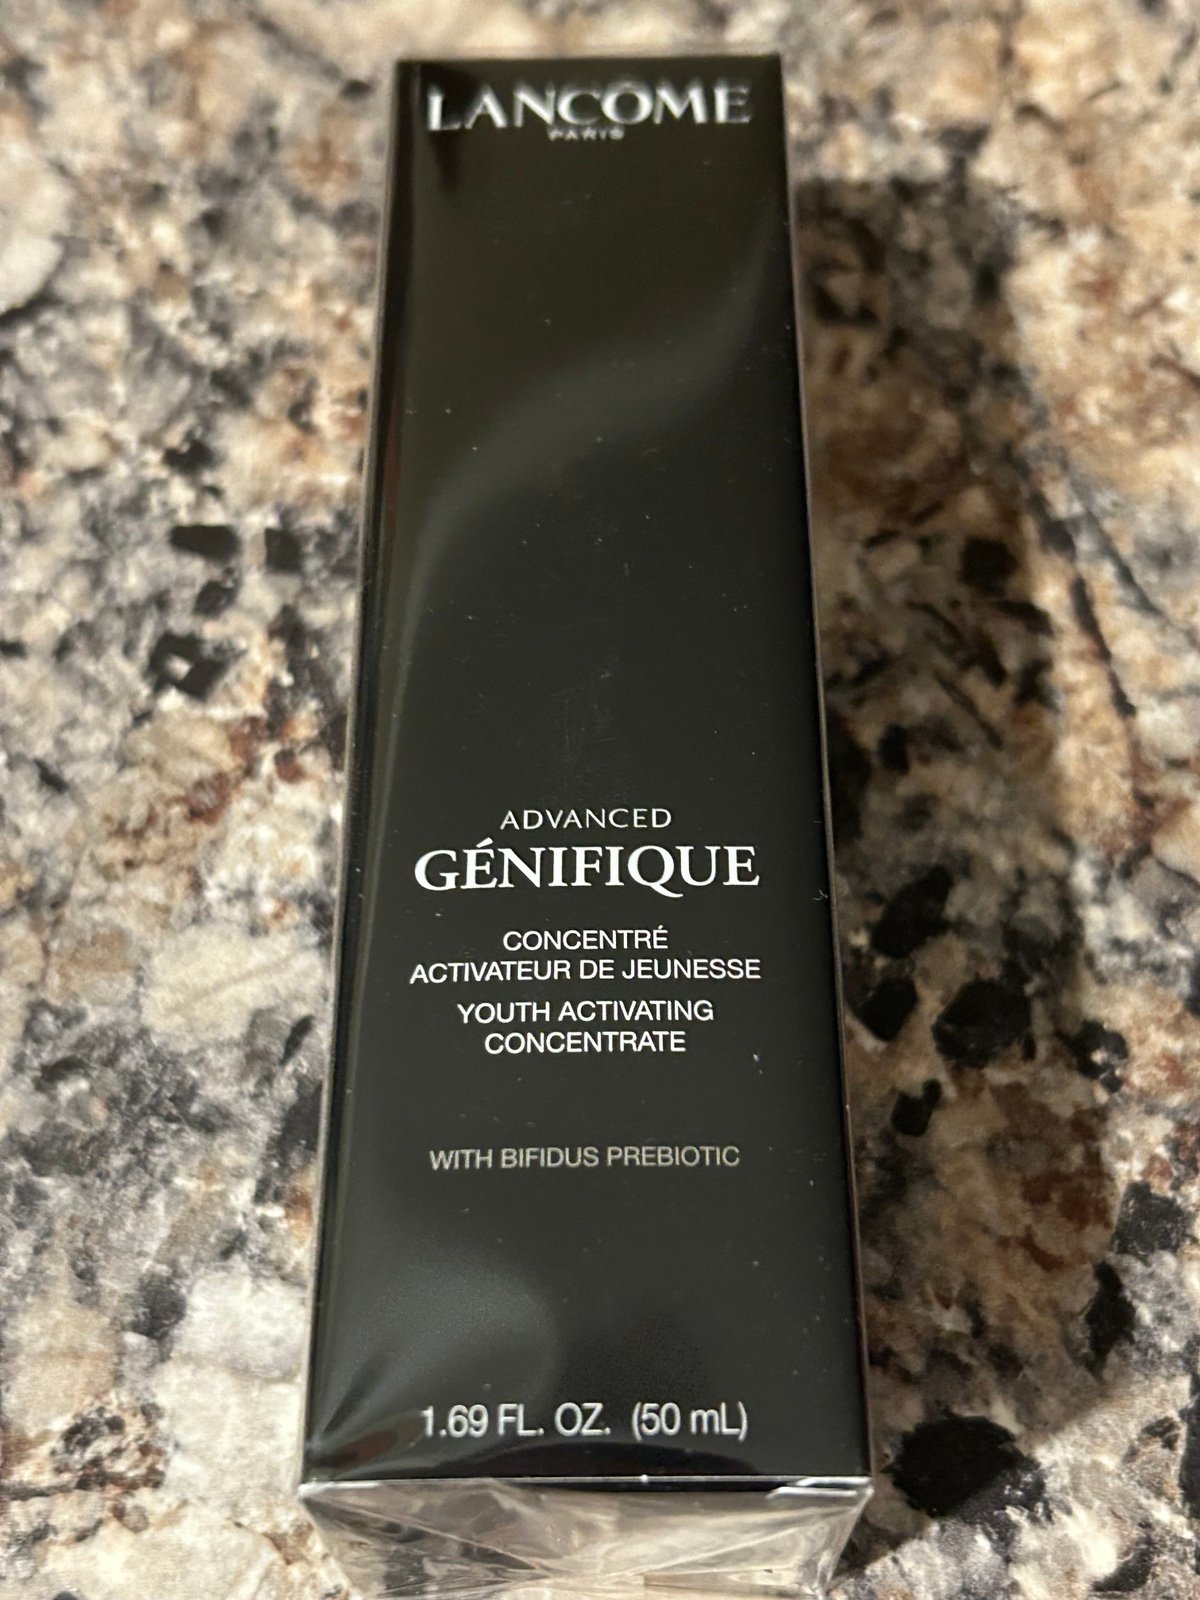 LANCÔME
PARIS
ADVANCED
GÉNIFIQUE
CONCENTRÉ
ACTIVATEUR DE JEUNESSE
YOUTH ACTIVATING
CONCENTRATE
WITH BIFIDUS PREBIOTIC
1.69 FL. OZ. (50 mL)